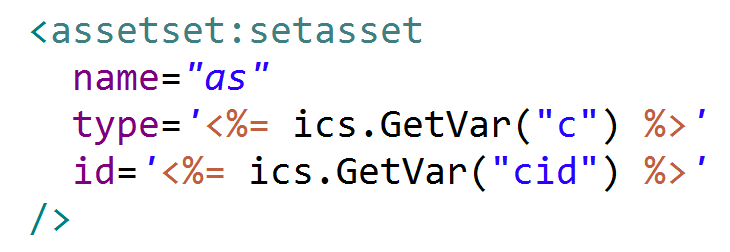 <assetset:setasset
name="as"
type='<%= ics.GetVar("c") %>'
id='<%= ics.GetVar("cid") %>'
/>